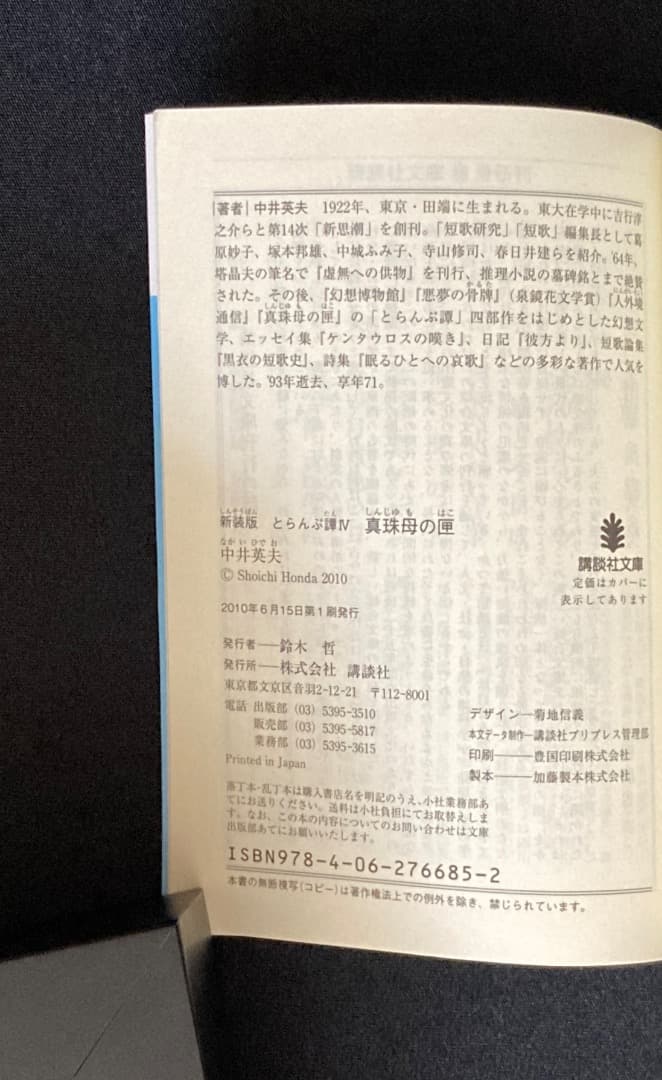 |著者| 中井英夫 1922年、東京・田端に生まれる。東大在学中に吉行淳
之介らと第14次「新思潮」を創刊。「短歌研究」「短歌」編集長として葛
原妙子、塚本邦雄、中城ふみ子、寺山修司、春日井建らを紹介。'64年、
塔晶夫の筆名で『虚無への供物』を刊行、推理小説の墓碑銘とまで絶賛
された。その後、『幻想博物館』『悪夢の骨牌』(泉鏡花文学賞)『人外境
通信』『真珠母の匣』の「とらんぷ譚」四部作をはじめとした幻想文
学、エッセイ集『ケンタウロスの嘆き』、日記『彼方より』、短歌論集
『黒衣の短歌史』、詩集『眠るひとへの哀歌』などの多彩な著作で人気を
博した。'93年逝去、享年71。
しんそうばん たん しんじゅも はこ
新装版 とらんぷ譚Ⅳ 真珠母の匣
なか い ひで お
中井英夫
© Shoichi Honda 2010
2010年6月15日第1刷発行
発行者――鈴木 哲
発行所――株式会社 講談社
東京都文京区音羽2-12-21 〒112-8001
電話 出版部 (03) 5395-3510
販売部 (03) 5395-5817
業務部 (03) 5395-3615
Printed in Japan
講談社文庫
定価はカバーに
表示してあります
デザイン―菊地信義
本文データ制作―講談社プリプレス管理部
印刷――豊国印刷株式会社
製本――加藤製本株式会社
落丁本・乱丁本は購入書店名を明記のうえ、小社業務部あ
てにお送りください。送料は小社負担にてお取替えしま
す。なお、この本の内容についてのお問い合わせは文庫
出版部あてにお願いいたします。
ISBN978-4-06-276685-2
本書の無断複写(コピー)は著作権法上での例外を除き、禁じられています。